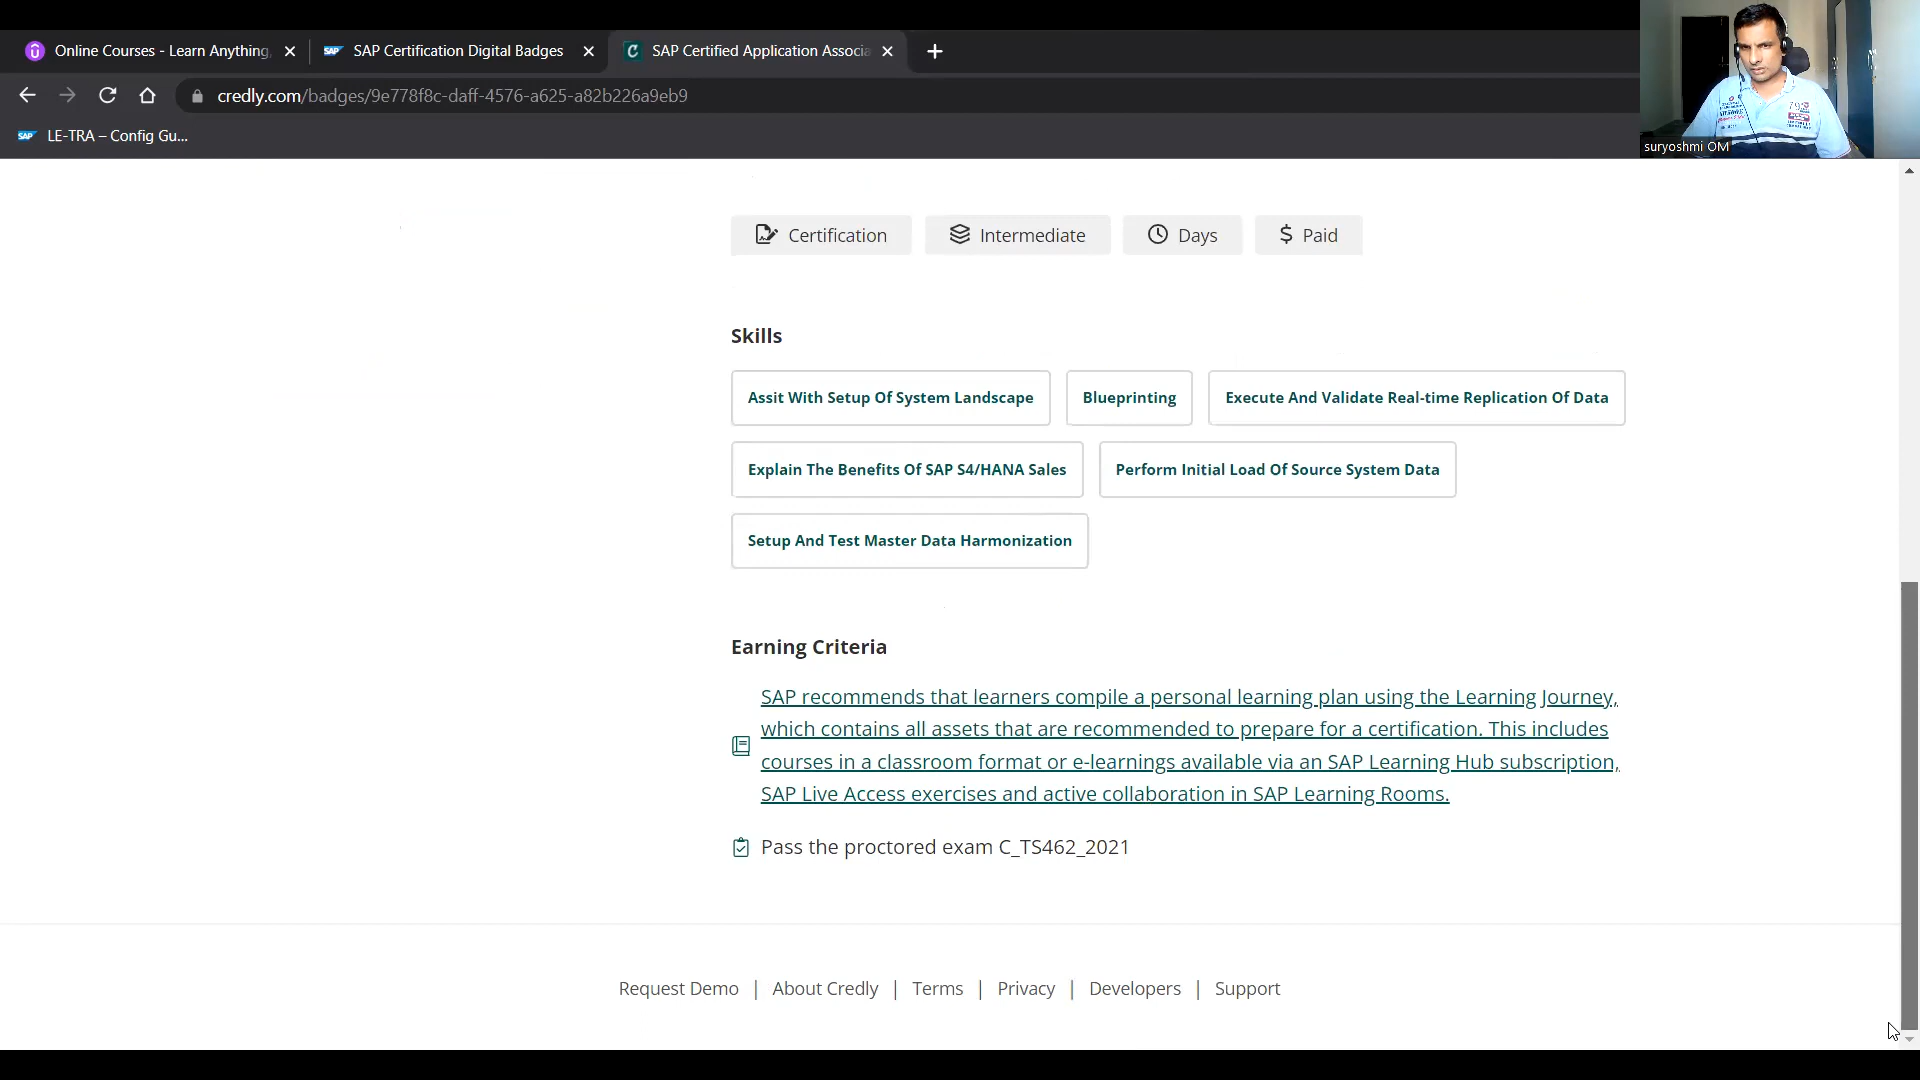 Online Courses - Learn Anything,
SAP Certification Digital Badges
SAP Certified Application Associa
credly.com/badges/9e778f8c-daff-4576-a625-a82b226a9eb9
SAP LE-TRA – Config Gu...
suryoshmi OM
Certification
Intermediate
Days
$ Paid
Skills
Assit With Setup Of System Landscape
Blueprinting
Execute And Validate Real-time Replication Of Data
Explain The Benefits Of SAP S4/HANA Sales
Perform Initial Load Of Source System Data
Setup And Test Master Data Harmonization
Earning Criteria
SAP recommends that learners compile a personal learning plan using the Learning Journey,
which contains all assets that are recommended to prepare for a certification. This includes
courses in a classroom format or e-learnings available via an SAP Learning Hub subscription,
SAP Live Access exercises and active collaboration in SAP Learning Rooms.
Pass the proctored exam C_TS462_2021
Request Demo | About Credly | Terms | Privacy | Developers | Support